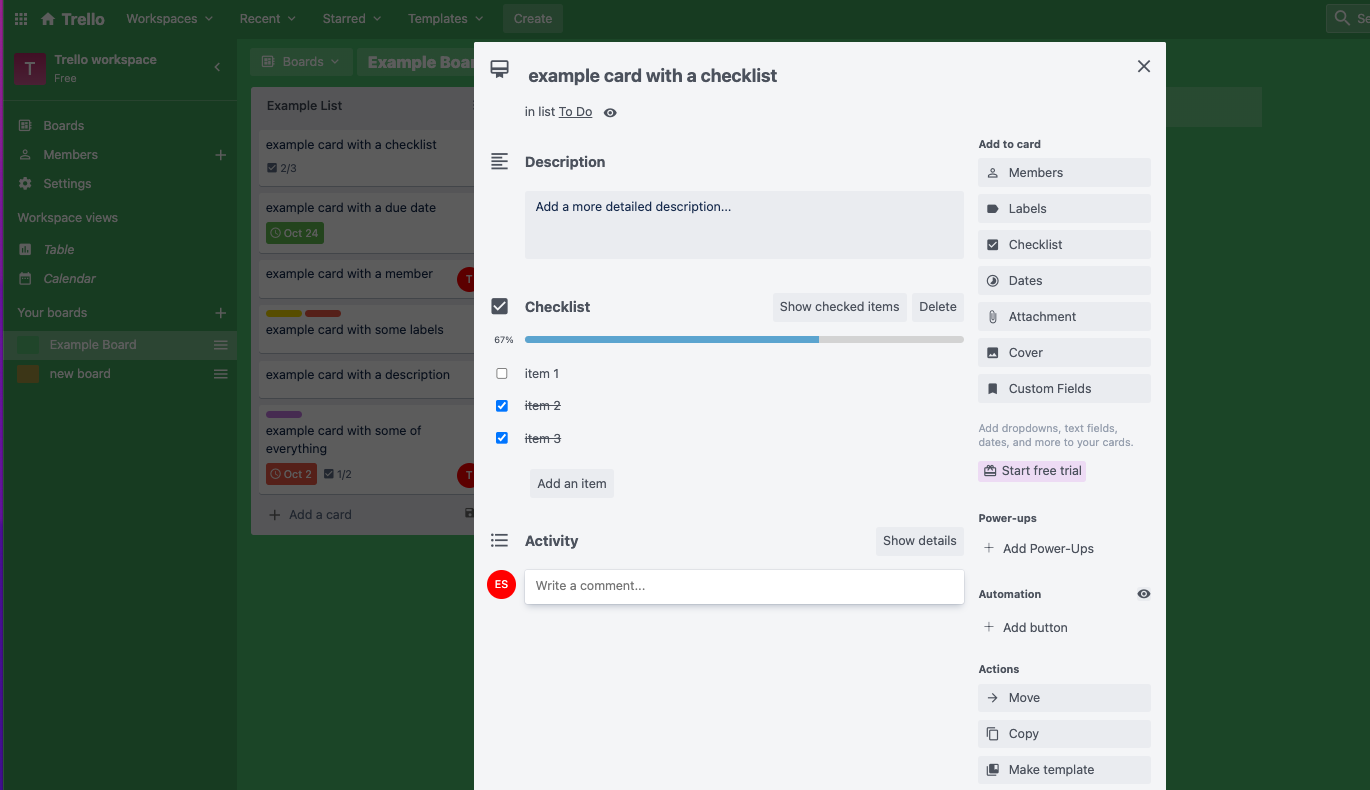 Trello
Workspaces
Recent
Starred
Templates
Create
T
Trello workspace
Free
Boards
Members
Settings
Workspace views
Table
Calendar
Your boards
Example Board
new board
Boards
Example List
example card with a checklist
2/3
example card with a due date
Oct 24
example card with a member
T
example card with some labels
example card with a description
example card with some of
everything
Oct 2
1/2
T
Add a card
example card with a checklist
in list To Do
Description
Add a more detailed description...
Checklist
Show checked items
Delete
67%
item 1
item 2
item 3
Add an item
Activity
Show details
ES
Write a comment...
Add to card
Members
Labels
Checklist
Dates
Attachment
Cover
Custom Fields
Add dropdowns, text fields,
dates, and more to your cards.
Start free trial
Power-ups
Add Power-Ups
Automation
Add button
Actions
Move
Copy
Make template